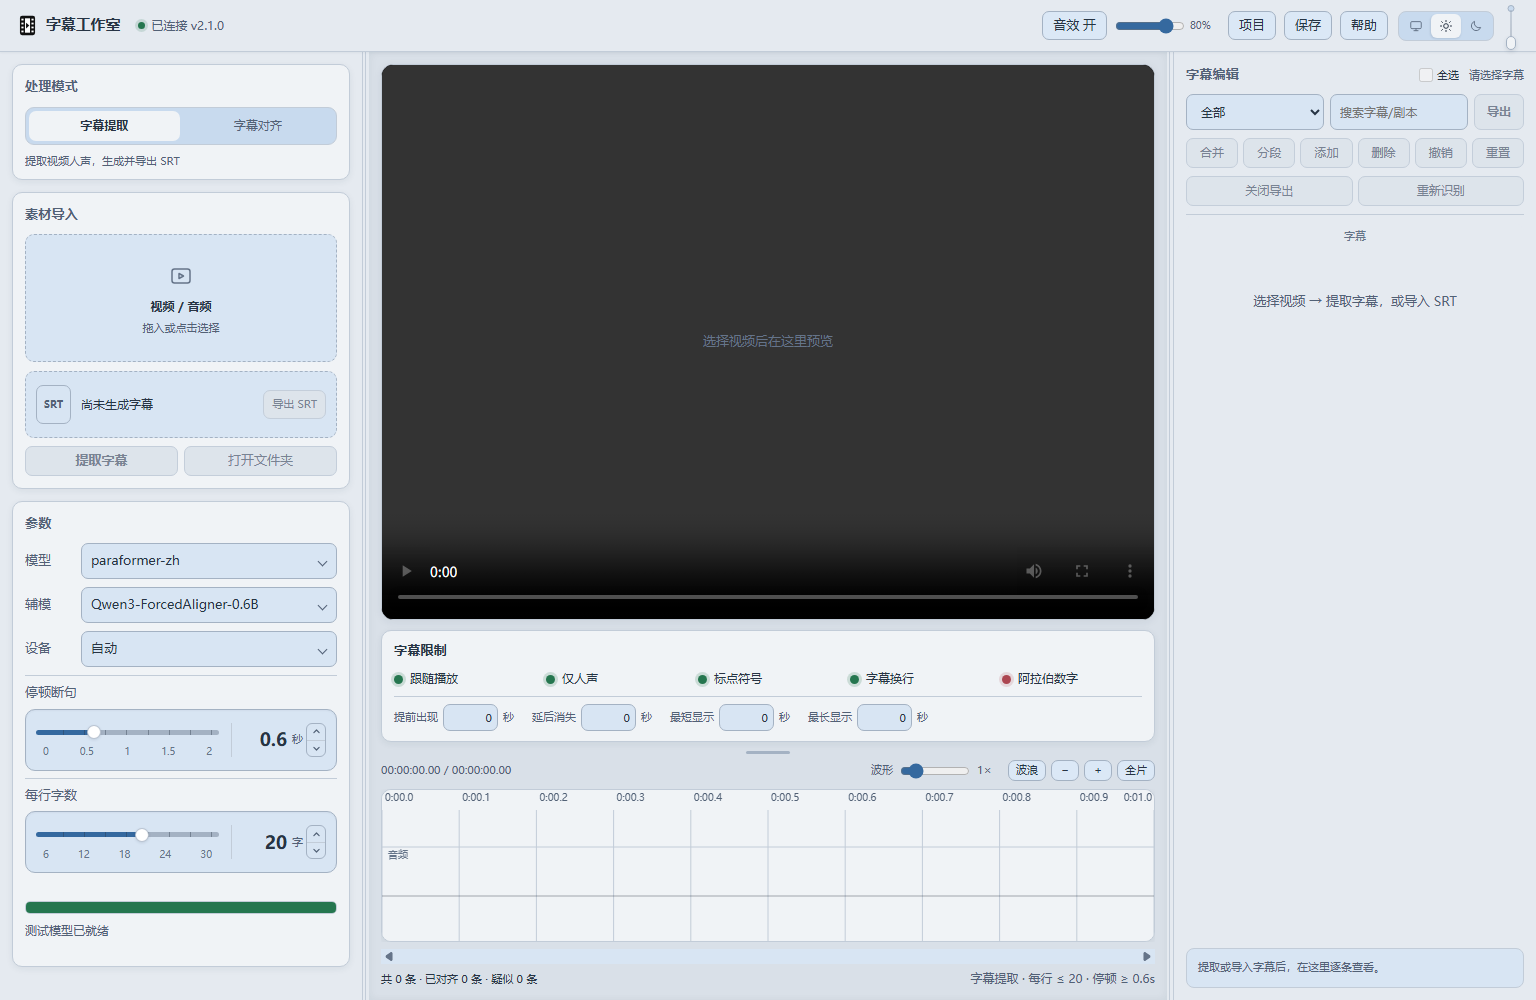 字幕工作室
已连接 v2.1.0
音效 开
80%
项目
保存
帮助
处理模式
字幕提取
字幕对齐
提取视频人声，生成并导出 SRT
素材导入
视频 / 音频
拖入或点击选择
SRT
尚未生成字幕
导出 SRT
提取字幕
打开文件夹
参数
模型
paraformer-zh
辅模
Qwen3-ForcedAligner-0.6B
设备
自动
停顿断句
0.6 秒
0 0.5 1 1.5 2
每行字数
20 字
6 12 18 24 30
测试模型已就绪
选择视频后在这里预览
0:00
字幕限制
跟随播放
仅人声
标点符号
字幕换行
阿拉伯数字
提前出现 0 秒
延后消失 0 秒
最短显示 0 秒
最长显示 0 秒
00:00:00.00 / 00:00:00.00
波形
1×
波浪
−
+
全片
0:00.0 0:00.1 0:00.2 0:00.3 0:00.4 0:00.5 0:00.6 0:00.7 0:00.8 0:00.9 0:01.0
音频
共 0 条 · 已对齐 0 条 · 疑似 0 条
字幕提取 · 每行 ≤ 20 · 停顿 ≥ 0.6s
字幕编辑
全选
请选择字幕
全部
搜索字幕/剧本
导出
合并
分段
添加
删除
撤销
重置
关闭导出
重新识别
字幕
选择视频 → 提取字幕，或导入 SRT
提取或导入字幕后，在这里逐条查看。